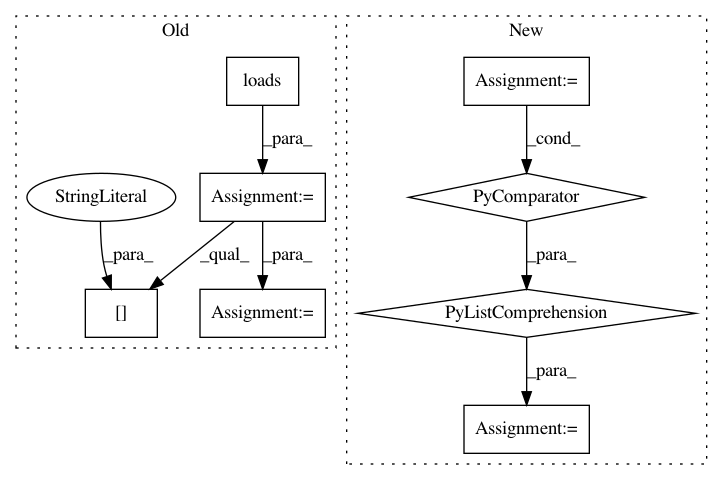 Old
New
loads
Assignment:=
_para_
_cond_
StringLiteral
Assignment:=
PyComparator
_para_
_qual_
_para_
_para_
[]
Assignment:=
PyListComprehension
_para_
Assignment:=